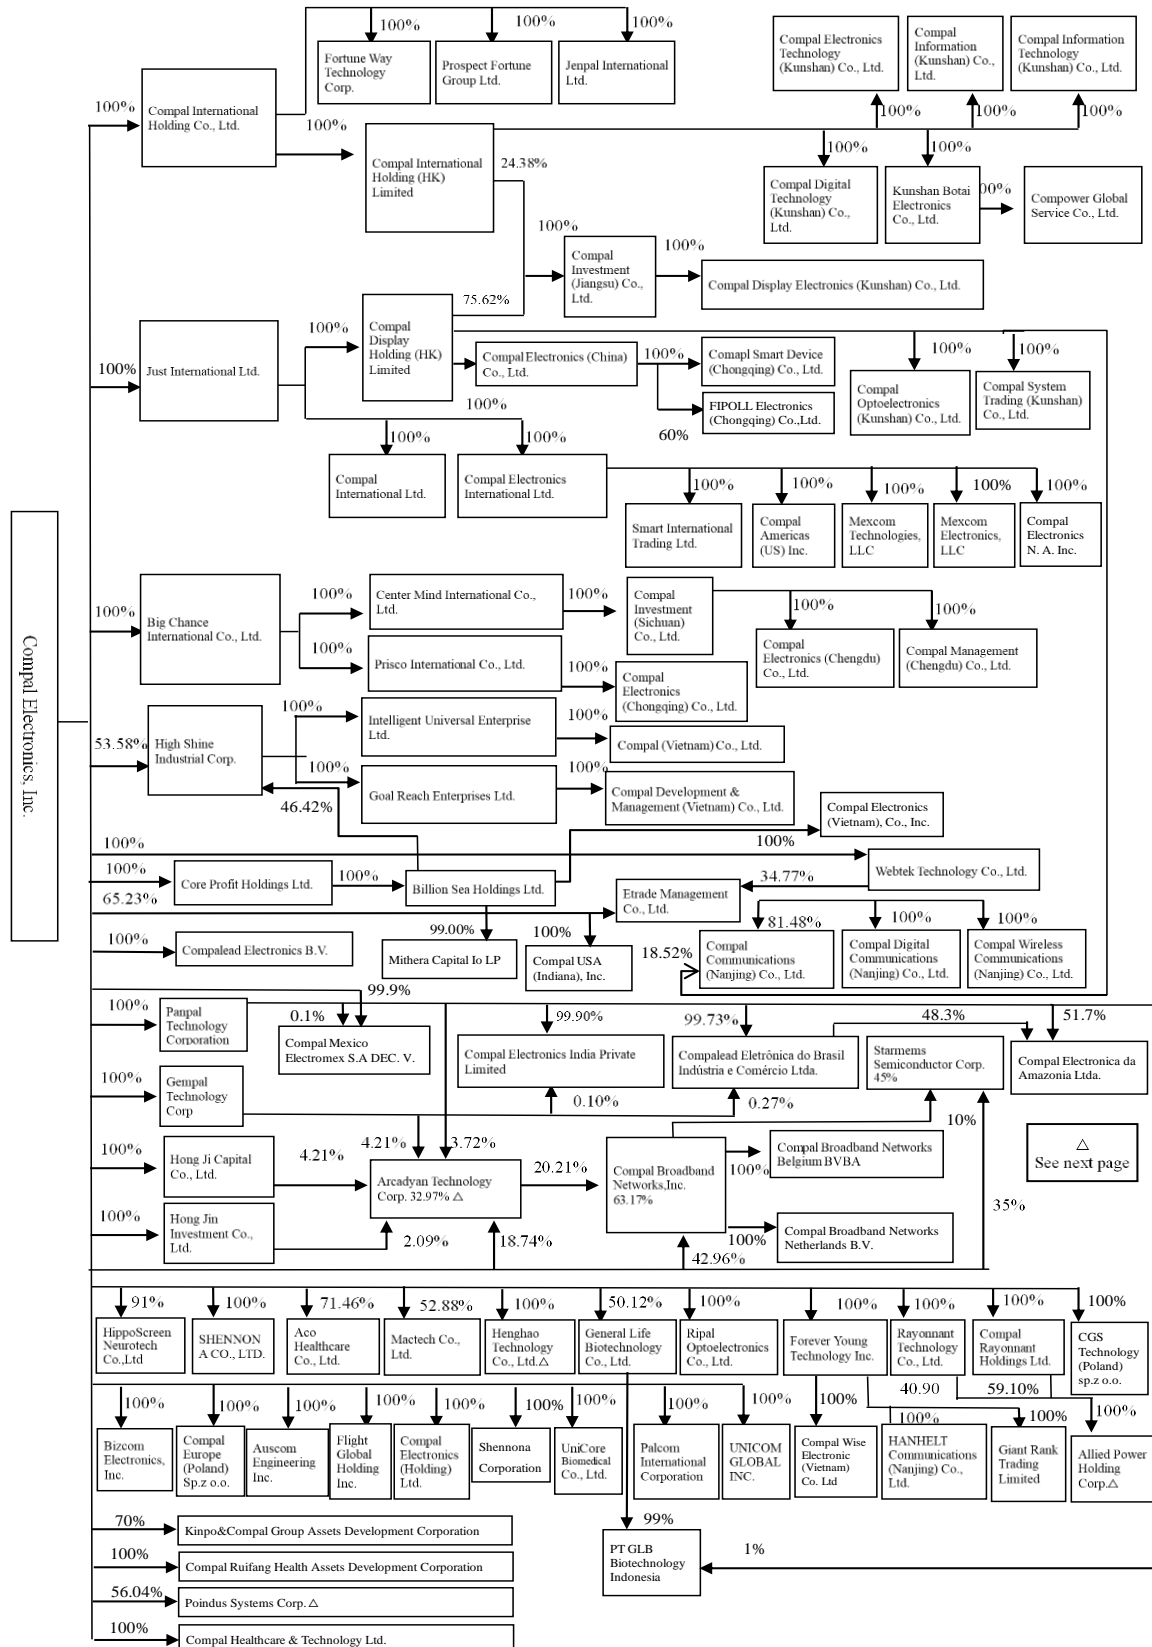 100%
100%
100%
Fortune Way
Technology
Corp.
Prospect Fortune
Group Ltd.
Jenpal International
Ltd.
Compal Electronics
Technology
(Kunshan) Co., Ltd.
Compal
Information
(Kunshan) Co.,
Ltd.
Compal Information
Technology
(Kunshan) Co., Ltd.
100%
Compal International
Holding Co., Ltd.
100%
100%
100%
100%
Compal International
Holding (HK)
Limited
24.38%
100%
100%
Compal Digital
Technology
(Kunshan) Co.,
Ltd.
Kunshan Botai
Electronics
Co., Ltd.
00%
Compower Global
Service Co., Ltd.
100%
Compal
Investment
(Jiangsu) Co.,
Ltd.
100%
Compal Display Electronics (Kunshan) Co., Ltd.
75.62%
100%
Just International Ltd.
100%
Compal
Display
Holding (HK)
Limited
Compal Electronics (China)
Co., Ltd.
100%
Comapl Smart Device
(Chongqing) Co., Ltd.
FIPOLL Electronics
(Chongqing) Co.,Ltd.
60%
100%
100%
Compal
Optoelectronics
(Kunshan) Co., Ltd.
Compal System
Trading (Kunshan)
Co., Ltd.
100%
100%
100%
Compal
International Ltd.
Compal Electronics
International Ltd.
100%
100%
100%
100%
100%
Smart International
Trading Ltd.
Compal
Americas
(US) Inc.
Mexcom
Technologies,
LLC
Mexcom
Electronics,
LLC
Compal
Electronics
N. A. Inc.
Compal Electronics, Inc.
100%
Big Chance
International Co., Ltd.
100%
Center Mind International Co.,
Ltd.
100%
Compal
Investment
(Sichuan)
Co., Ltd.
100%
100%
Compal
Electronics (Chengdu)
Co., Ltd.
Compal Management
(Chengdu) Co., Ltd.
100%
Prisco International Co., Ltd.
100%
Compal
Electronics
(Chongqing) Co., Ltd.
53.58%
High Shine
Industrial Corp.
100%
Intelligent Universal Enterprise
Ltd.
100%
Compal (Vietnam) Co., Ltd.
100%
Goal Reach Enterprises Ltd.
100%
Compal Development &
Management (Vietnam) Co., Ltd.
46.42%
Compal Electronics
(Vietnam), Co., Inc.
100%
100%
Webtek Technology Co., Ltd.
100%
Core Profit Holdings Ltd.
100%
Billion Sea Holdings Ltd.
34.77%
65.23%
Etrade Management
Co., Ltd.
100%
Compalead Electronics B.V.
99.00%
Mithera Capital Io LP
100%
Compal USA
(Indiana), Inc.
18.52%
81.48%
100%
100%
Compal
Communications
(Nanjing) Co., Ltd.
Compal Digital
Communications
(Nanjing) Co., Ltd.
Compal Wireless
Communications
(Nanjing) Co., Ltd.
99.9%
100%
Panpal
Technology
Corporation
0.1%
Compal Mexico
Electromex S.A DEC. V.
99.90%
Compal Electronics India Private
Limited
99.73%
Compalead Eletrônica do Brasil
Indústria e Comércio Ltda.
48.3%
51.7%
Starmems
Semiconductor Corp.
45%
Compal Electronica da
Amazonia Ltda.
100%
Gempal
Technology
Corp
0.10%
0.27%
10%
100%
Hong Ji Capital
Co., Ltd.
4.21%
4.21%
3.72%
Arcadyan Technology
Corp. 32.97% △
20.21%
Compal Broadband
Networks,Inc.
63.17%
100%
Compal Broadband Networks
Belgium BVBA
△
See next page
100%
Hong Jin
Investment Co.,
Ltd.
2.09%
18.74%
42.96%
100%
Compal Broadband Networks
Netherlands B.V.
35%
91%
100%
71.46%
52.88%
100%
50.12%
100%
100%
100%
100%
100%
HippoScreen
Neurotech
Co.,Ltd
SHENNON
A CO., LTD.
Aco
Healthcare
Co., Ltd.
Mactech Co.,
Ltd.
Henghao
Technology
Co., Ltd.△
General Life
Biotechnology
Co., Ltd.
Ripal
Optoelectronics
Co., Ltd.
Forever Young
Technology Inc.
Rayonnant
Technology
Co., Ltd.
Compal
Rayonnant
Holdings Ltd.
CGS
Technology
(Poland)
sp.z o.o.
40.90
59.10%
100%
100%
100%
100%
100%
100%
100%
100%
100%
100%
100%
100%
100%
Bizcom
Electronics,
Inc.
Compal
Europe
(Poland)
Sp.z o.o.
Auscom
Engineering
Inc.
Flight
Global
Holding
Inc.
Compal
Electronics
(Holding)
Ltd.
Shennona
Corporation
UniCore
Biomedical
Co., Ltd.
Palcom
International
Corporation
UNICOM
GLOBAL
INC.
Compal Wise
Electronic
(Vietnam)
Co. Ltd
HANHELT
Communications
(Nanjing) Co.,
Ltd.
Giant Rank
Trading
Limited
Allied Power
Holding
Corp.△
70%
Kinpo&Compal Group Assets Development Corporation
99%
PT GLB
Biotechnology
Indonesia
1%
100%
Compal Ruifang Health Assets Development Corporation
56.04%
Poindus Systems Corp. △
100%
Compal Healthcare & Technology Ltd.